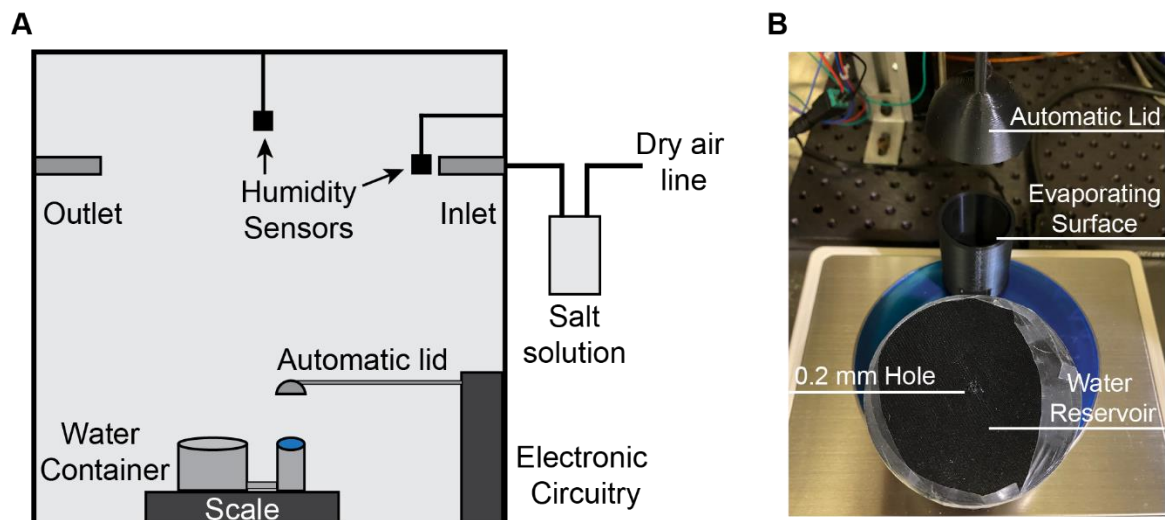 A
Humidity
Sensors
Outlet
Inlet
Dry air
line
Salt
solution
Automatic lid
Water
Container
Scale
Electronic
Circuitry
B
Automatic Lid
Evaporating
Surface
0.2 mm Hole
Water
Reservoir